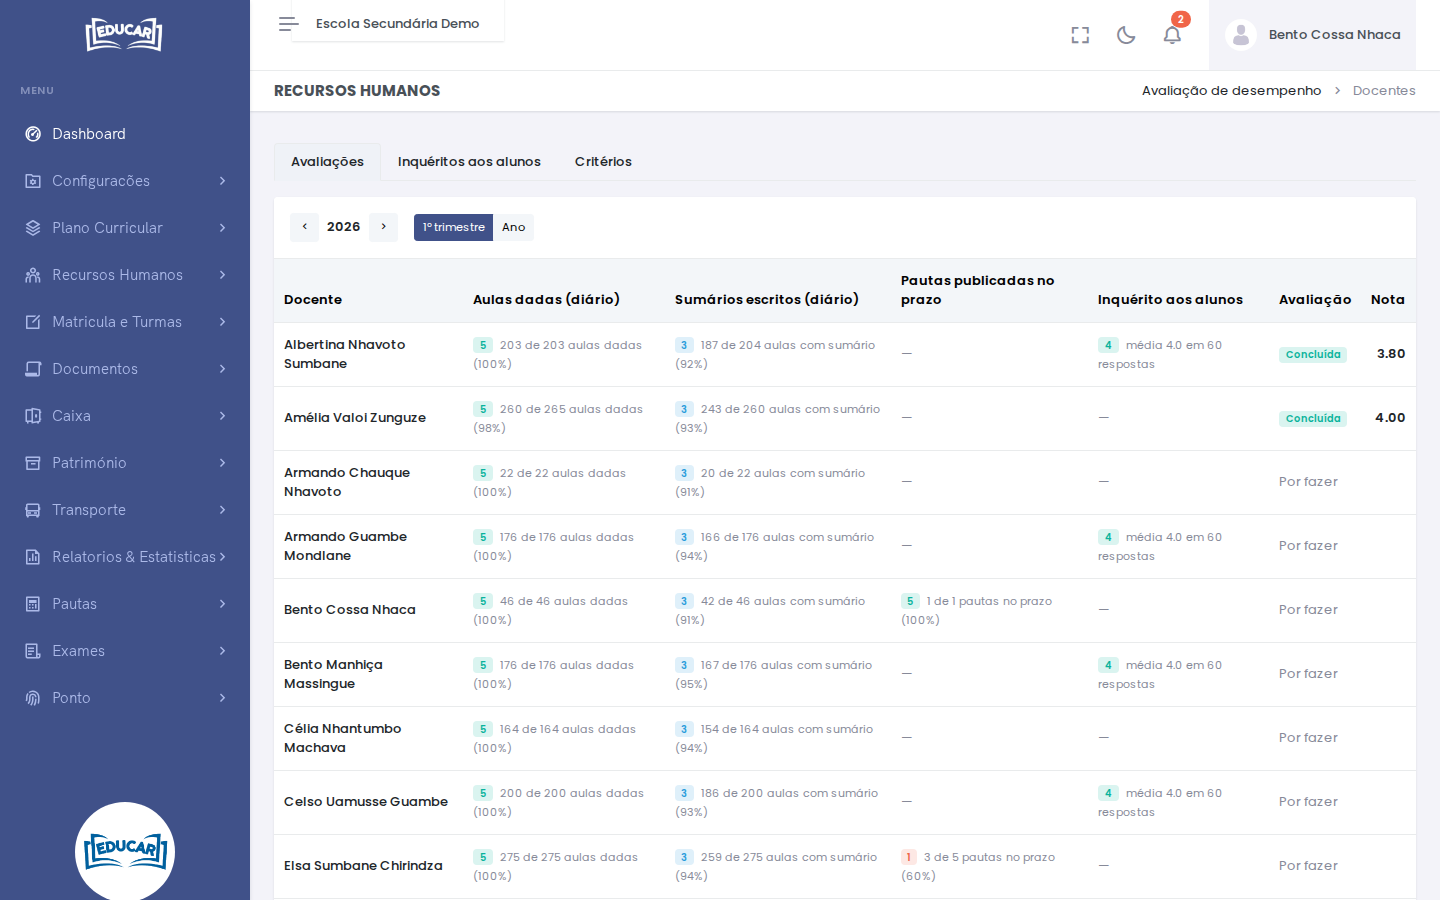 EDUCAR
Escola Secundária Demo
2
Bento Cossa Nhaca
MENU
RECURSOS HUMANOS
Avaliação de desempenho > Docentes
Dashboard
Configuracões
Plano Curricular
Recursos Humanos
Matricula e Turmas
Documentos
Caixa
Património
Transporte
Relatorios & Estatisticas
Pautas
Exames
Ponto
EDUCAR
Avaliações Inquéritos aos alunos Critérios
‹ 2026 › 1º trimestre Ano
Docente Aulas dadas (diário) Sumários escritos (diário) Pautas publicadas no prazo Inquérito aos alunos Avaliação Nota
Albertina Nhavoto Sumbane 5 203 de 203 aulas dadas (100%) 3 187 de 204 aulas com sumário (92%) — 4 média 4.0 em 60 respostas Concluída 3.80
Amélia Valoi Zunguze 5 260 de 265 aulas dadas (98%) 3 243 de 260 aulas com sumário (93%) — — Concluída 4.00
Armando Chauque Nhavoto 5 22 de 22 aulas dadas (100%) 3 20 de 22 aulas com sumário (91%) — — Por fazer
Armando Guambe Mondlane 5 176 de 176 aulas dadas (100%) 3 166 de 176 aulas com sumário (94%) — 4 média 4.0 em 60 respostas Por fazer
Bento Cossa Nhaca 5 46 de 46 aulas dadas (100%) 3 42 de 46 aulas com sumário (91%) 5 1 de 1 pautas no prazo (100%) — Por fazer
Bento Manhiça Massingue 5 176 de 176 aulas dadas (100%) 3 167 de 176 aulas com sumário (95%) — 4 média 4.0 em 60 respostas Por fazer
Célia Nhantumbo Machava 5 164 de 164 aulas dadas (100%) 3 154 de 164 aulas com sumário (94%) — — Por fazer
Celso Uamusse Guambe 5 200 de 200 aulas dadas (100%) 3 186 de 200 aulas com sumário (93%) — 4 média 4.0 em 60 respostas Por fazer
Elsa Sumbane Chirindza 5 275 de 275 aulas dadas (100%) 3 259 de 275 aulas com sumário (94%) 1 3 de 5 pautas no prazo (60%) — Por fazer